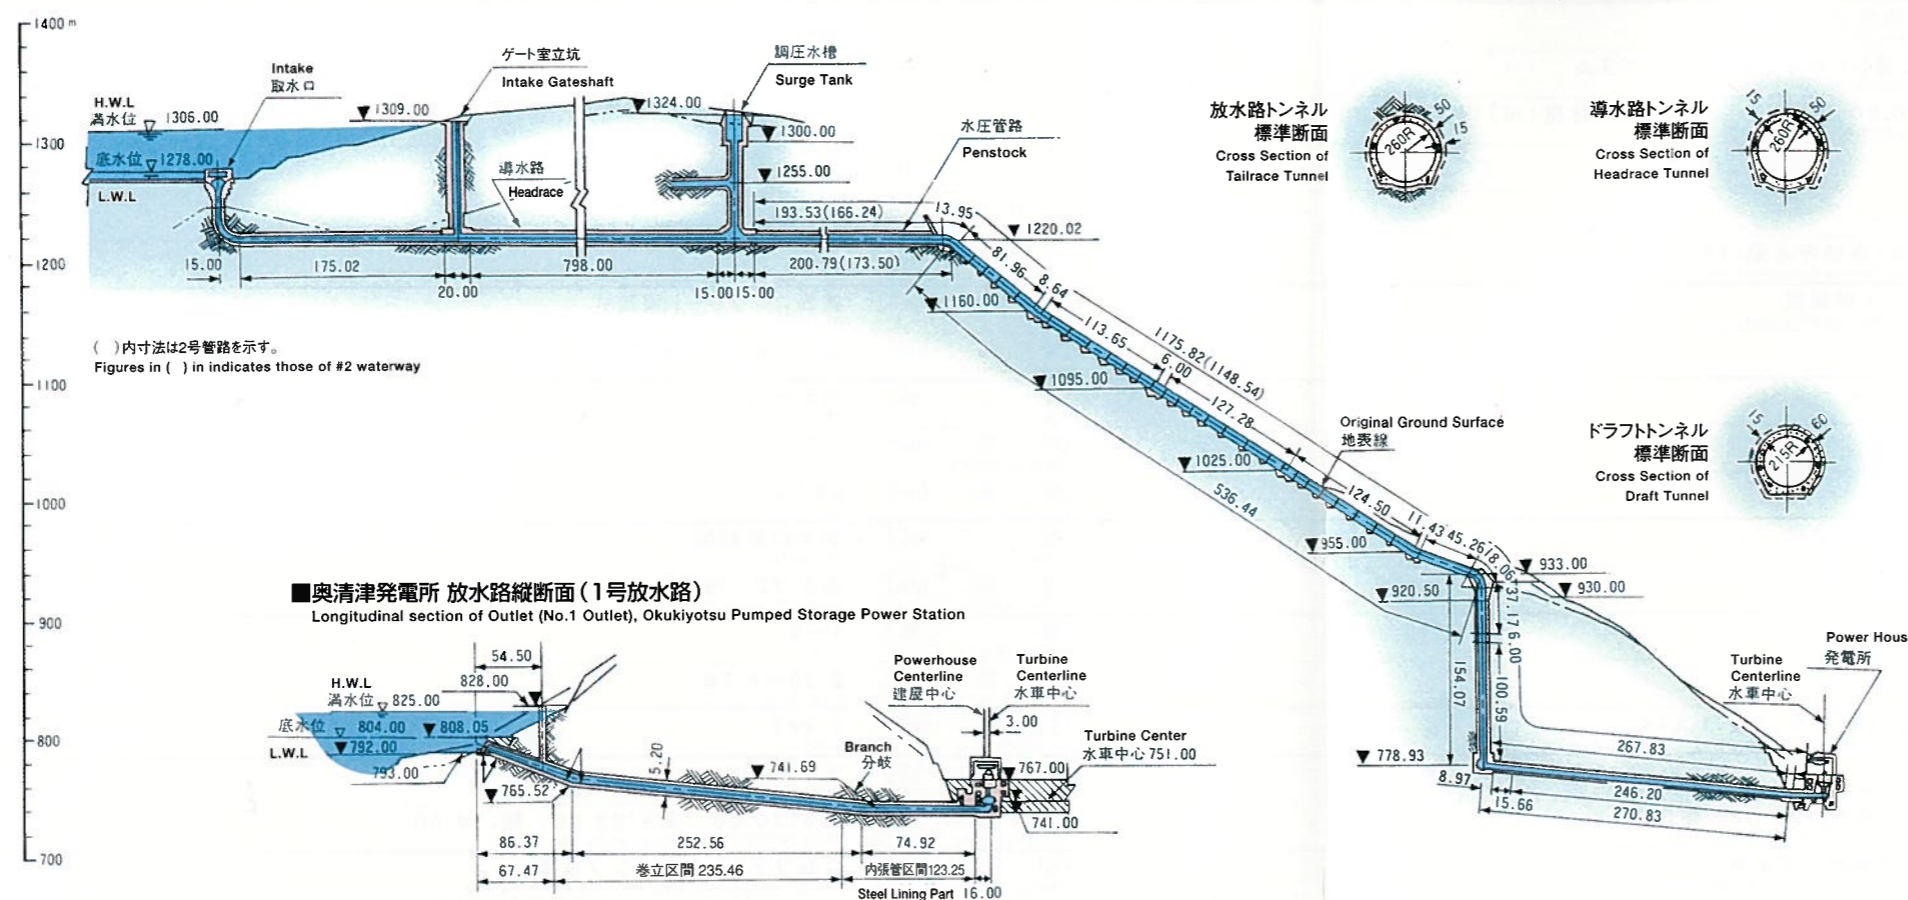 1400 m
1300
1200
1100
1000
900
800
700
Intake
取水口
H.W.L
満水位 1306.00
底水位 1278.00
L.W.L
1309.00
ゲート室立坑
Intake Gateshaft
調圧水槽
Surge Tank
1324.00
1300.00
1255.00
導水路
Headrace
水圧管路
Penstock
193.53(166.24)
13.95
1220.02
15.00
175.02
20.00
798.00
15.00 15.00
200.79(173.50)
( )内寸法は2号管路を示す。
Figures in ( ) in indicates those of #2 waterway
81.96
8.64
1160.00
113.65
1175.82(1148.54)
6.00
1095.00
127.28
Original Ground Surface
地表線
1025.00
536.44
124.50
11.43
45.26
18.06
955.00
933.00
930.00
920.50
37.17
6.00
154.07
100.59
778.93
8.97
15.66
267.83
246.20
270.83
Turbine
Centerline
水車中心
Power Hous
発電所
放水路トンネル
標準断面
Cross Section of
Tailrace Tunnel
50
15
260R
導水路トンネル
標準断面
Cross Section of
Headrace Tunnel
15
50
260R
ドラフトトンネル
標準断面
Cross Section of
Draft Tunnel
15
60
215R
■奥清津発電所 放水路縦断面(1号放水路)
Longitudinal section of Outlet (No.1 Outlet), Okukiyotsu Pumped Storage Power Station
54.50
H.W.L
満水位 825.00
828.00
底水位 804.00
808.05
L.W.L
792.00
793.00
765.52
5.20
741.69
Branch
分岐
Powerhouse
Centerline
建屋中心
Turbine
Centerline
水車中心
3.00
Turbine Center
水車中心 751.00
767.00
741.00
86.37
252.56
74.92
67.47
巻立区間 235.46
内張管区間 123.25
Steel Lining Part 16.00